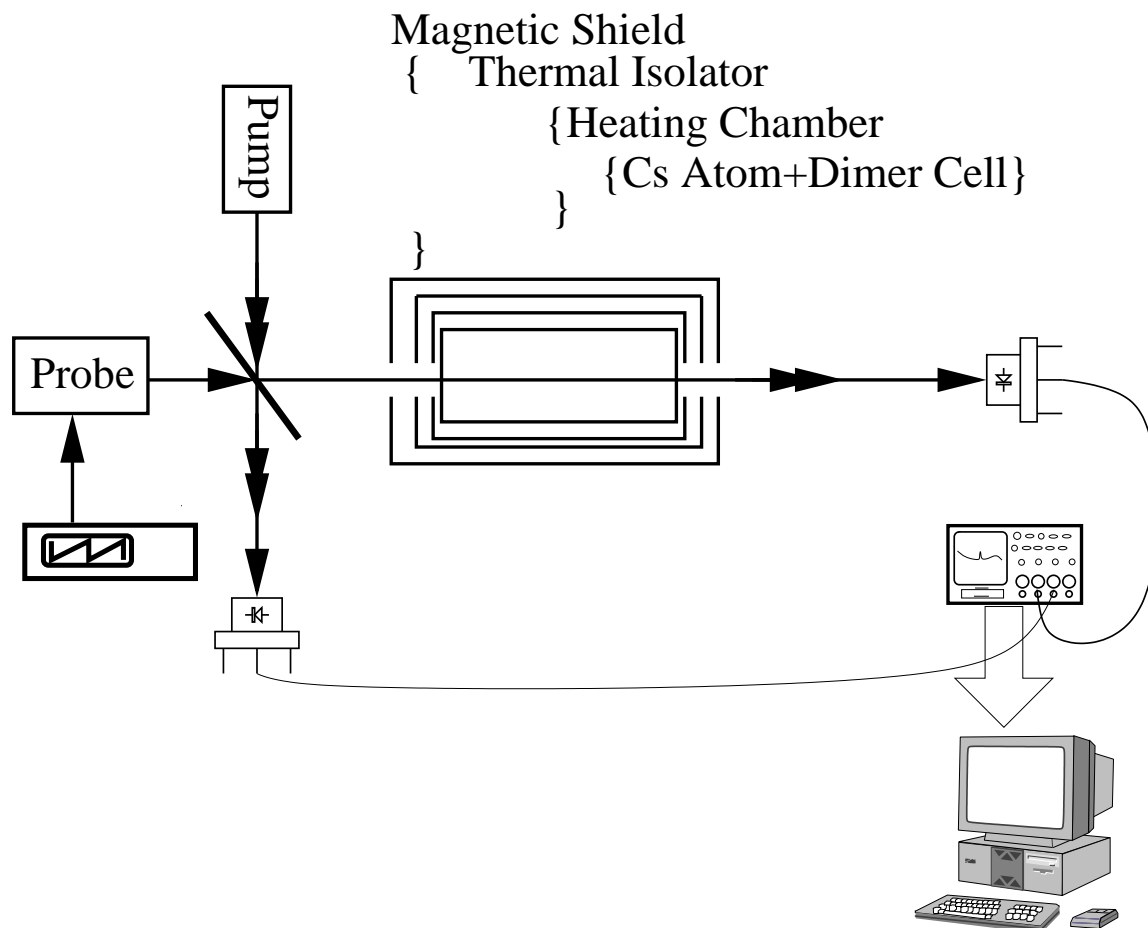 Magnetic Shield
{ Thermal Isolator
{Heating Chamber
{Cs Atom+Dimer Cell}
}
}
Pump
Probe